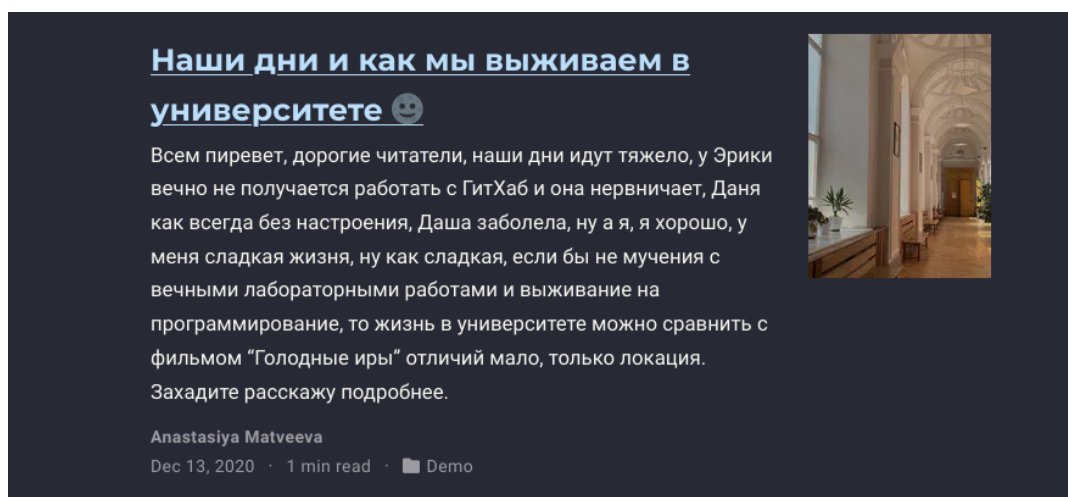 Наши дни и как мы выживаем в
университете
Всем пиревет, дорогие читатели, наши дни идут тяжело, у Эрики
вечно не получается работать с ГитХаб и она нервничает, Даня
как всегда без настроения, Даша заболела, ну а я, я хорошо, у
меня сладкая жизня, ну как сладкая, если бы не мучения с
вечными лабораторными работами и выживание на
программирование, то жизнь в университете можно сравнить с
фильмом “Голодные иры” отличий мало, только локация.
Захадите расскажу подробнее.
Anastasiya Matveeva
Dec 13, 2020 · 1 min read · Demo